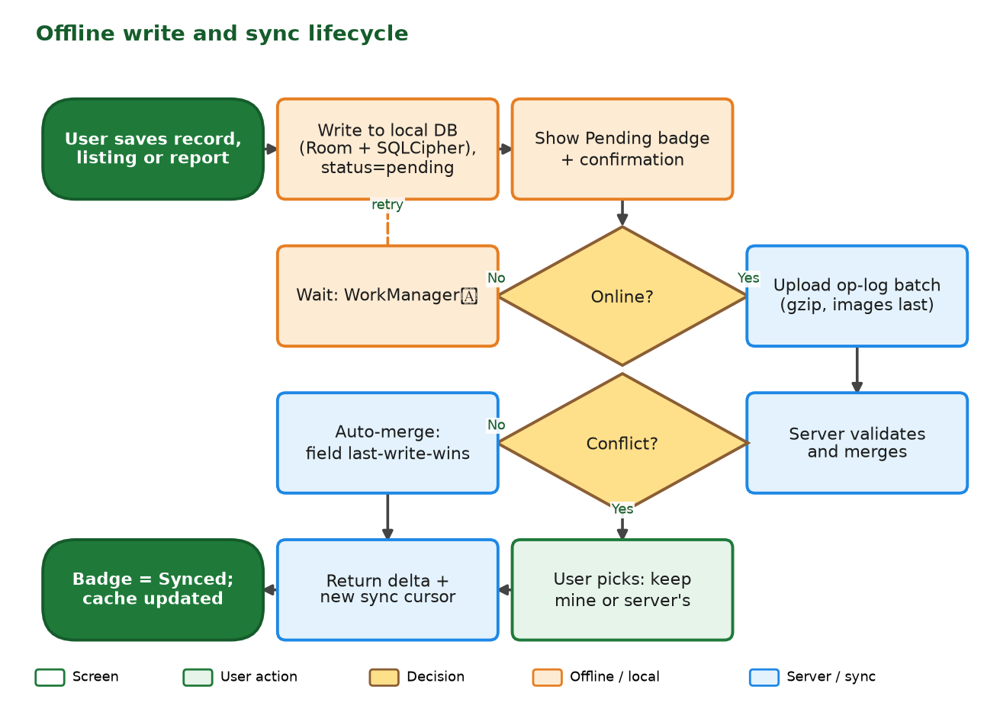 Offline write and sync lifecycle
User saves record,
listing or report
Write to local DB
(Room + SQLCipher),
status=pending
Show Pending badge
+ confirmation
retry
Wait: WorkManager
No
Online?
Yes
Upload op-log batch
(gzip, images last)
Auto-merge:
field last-write-wins
No
Conflict?
Yes
Server validates
and merges
Badge = Synced;
cache updated
Return delta +
new sync cursor
User picks: keep
mine or server's
Screen
User action
Decision
Offline / local
Server / sync